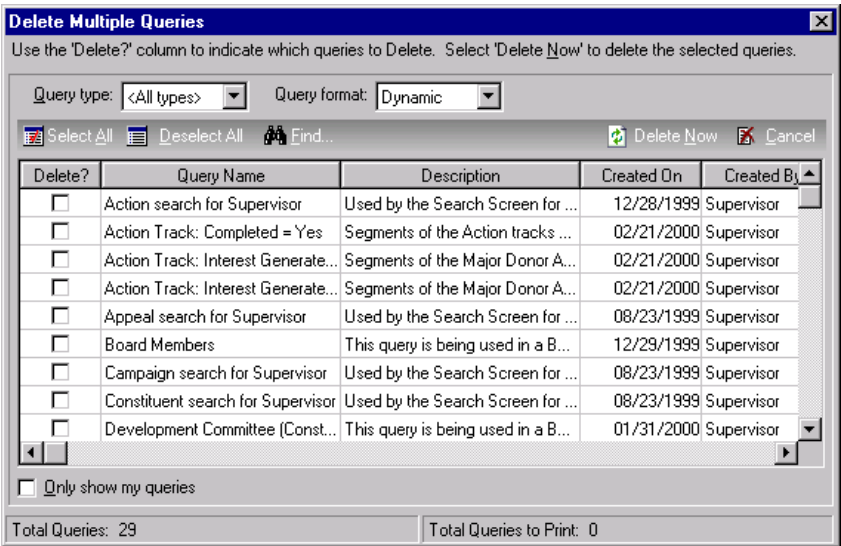 Delete Multiple Queries
Use the 'Delete?' column to indicate which queries to Delete. Select 'Delete Now' to delete the selected queries.
Query type: <All types> Query format: Dynamic
Select All Deselect All Find... Delete Now Cancel
Delete? Query Name Description Created On Created By
Action search for Supervisor Used by the Search Screen for ... 12/28/1999 Supervisor
Action Track: Completed = Yes Segments of the Action tracks ... 02/21/2000 Supervisor
Action Track: Interest Generate... Segments of the Major Donor A... 02/21/2000 Supervisor
Action Track: Interest Generate... Segments of the Major Donor A... 02/21/2000 Supervisor
Appeal search for Supervisor Used by the Search Screen for ... 08/23/1999 Supervisor
Board Members This query is being used in a B... 12/29/1999 Supervisor
Campaign search for Supervisor Used by the Search Screen for ... 08/23/1999 Supervisor
Constituent search for Supervisor Used by the Search Screen for ... 08/23/1999 Supervisor
Development Committee (Const... This query is being used in a B... 01/31/2000 Supervisor
Only show my queries
Total Queries: 29 Total Queries to Print: 0